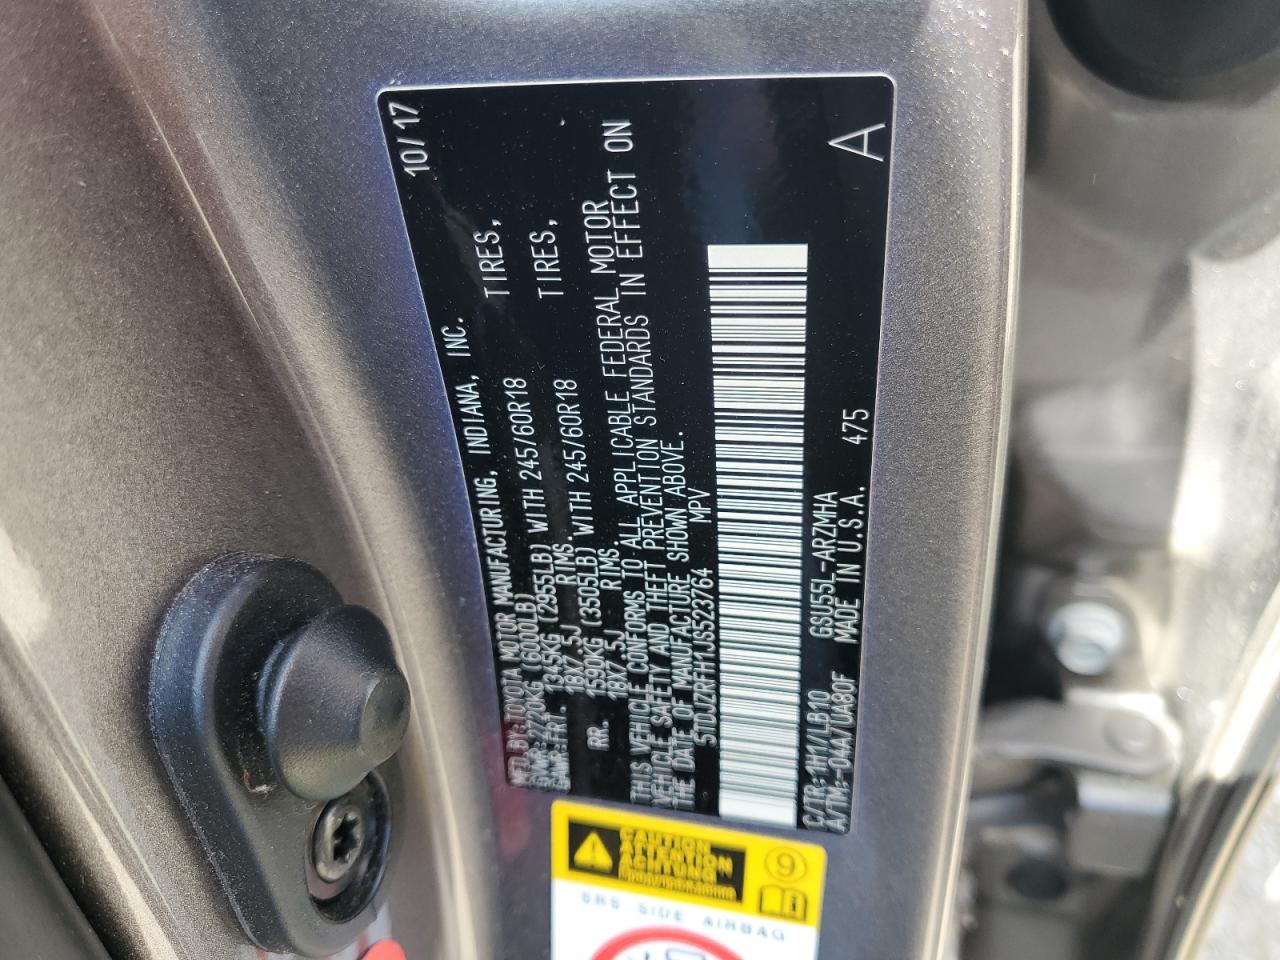 MFD.BY:TOYOTA MOTOR MANUFACTURING, INDIANA, INC. 10/17
GVWR:2720KG (6000LB)
GAWR:FRT. 1345KG (2955LB) WITH 245/60R18 TIRES,
18X7.5J RIMS.
RR. 1590KG (3505LB) WITH 245/60R18 TIRES,
18X7.5J RIMS.
THIS VEHICLE CONFORMS TO ALL APPLICABLE FEDERAL MOTOR
VEHICLE SAFETY AND THEFT PREVENTION STANDARDS IN EFFECT ON
THE DATE OF MANUFACTURE SHOWN ABOVE.
5TDJZRFH1JS523764 MPV
C/TR:1H1/LB10 GSU55L-ARZMHA
A/TM:-04A/UA80F MADE IN U.S.A. 475
A
CAUTION
ATTENTION
ACHTUNG
9
SRS SIDE AIRBAG